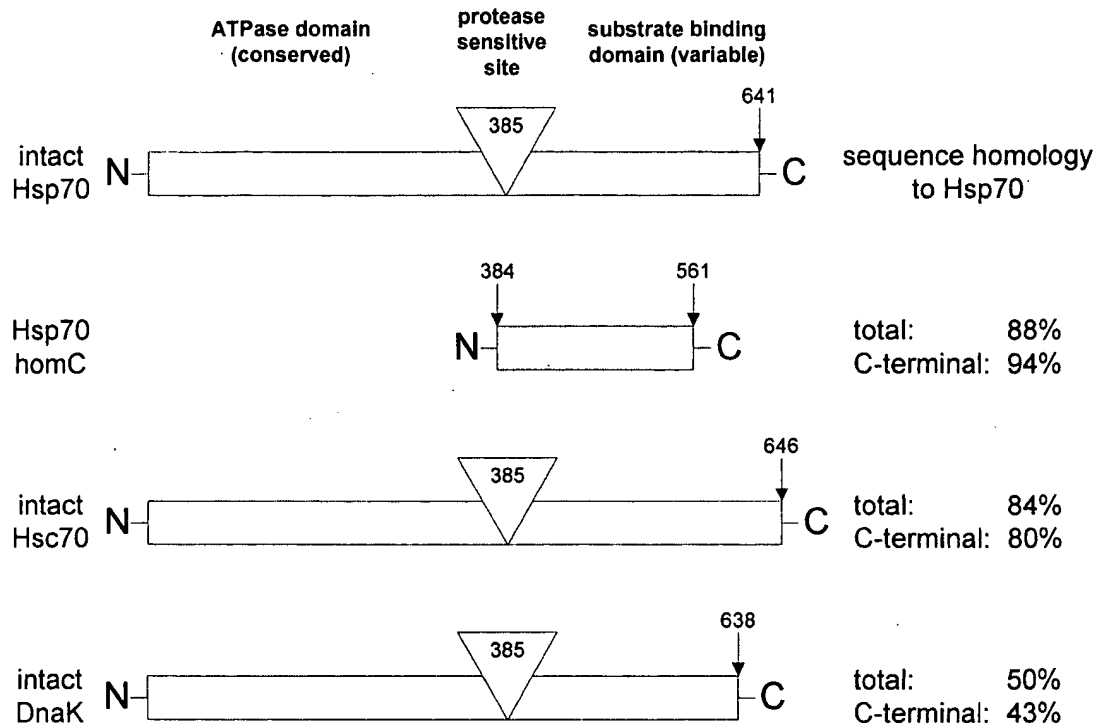 ATPase domain
(conserved)
protease
sensitive
site
substrate binding
domain (variable)
641
385
intact
Hsp70
N
C
sequence homology
to Hsp70
384
561
Hsp70
homC
N
C
total: 88%
C-terminal: 94%
646
385
intact
Hsc70
N
C
total: 84%
C-terminal: 80%
638
385
intact
DnaK
N
C
total: 50%
C-terminal: 43%